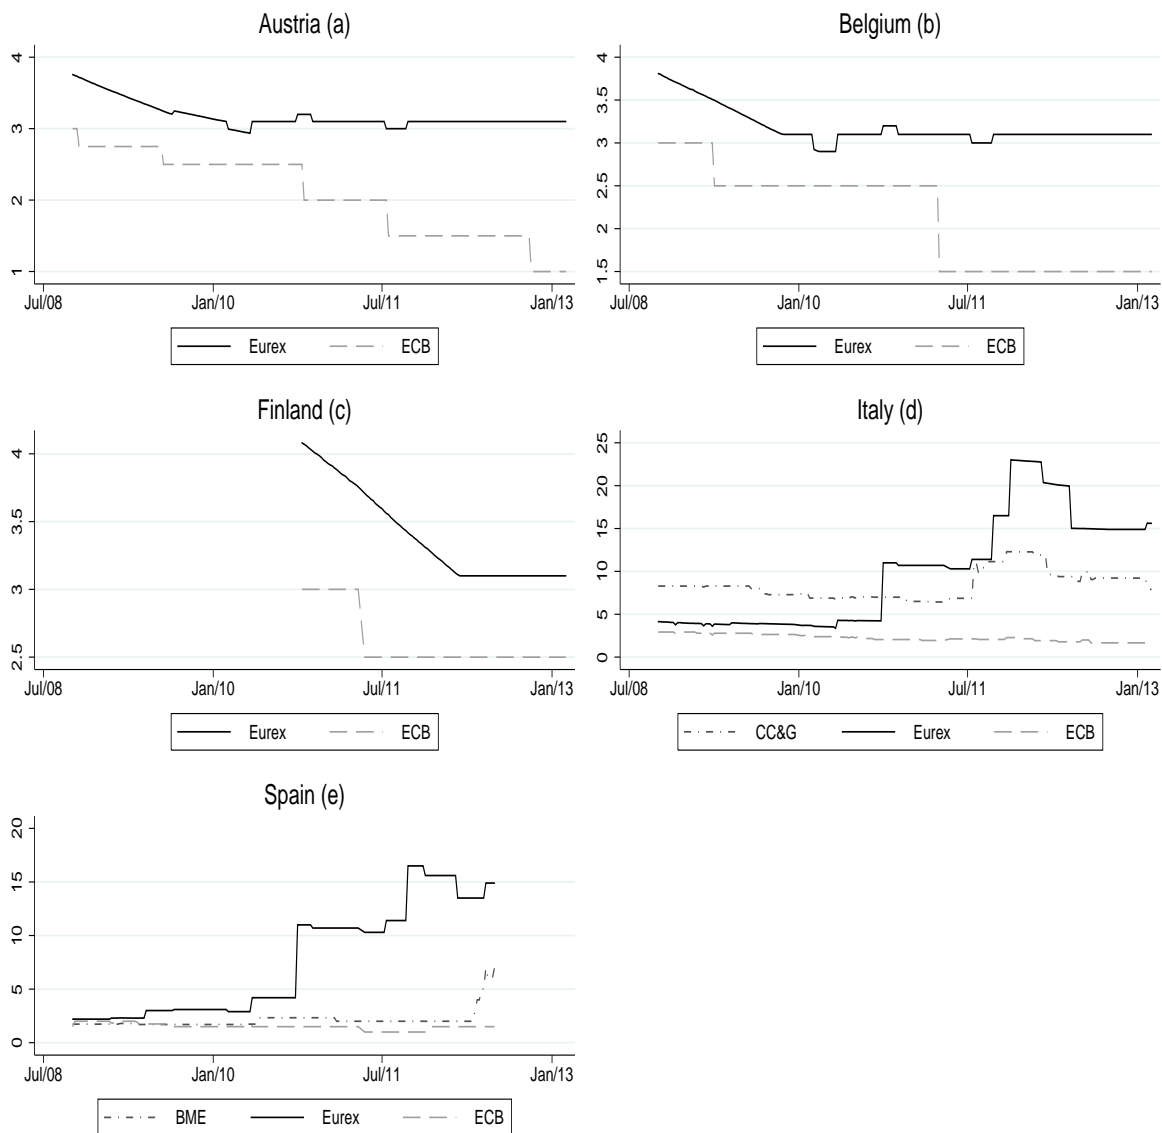 Austria (a)
4
3
2
1
Jul/08 Jan/10 Jul/11 Jan/13
Eurex ECB
Belgium (b)
4
3.5
3
2.5
2
1.5
Jul/08 Jan/10 Jul/11 Jan/13
Eurex ECB
Finland (c)
4
3.5
3
2.5
Jul/08 Jan/10 Jul/11 Jan/13
Eurex ECB
Italy (d)
25
20
15
10
5
0
Jul/08 Jan/10 Jul/11 Jan/13
CC&G Eurex ECB
Spain (e)
20
15
10
5
0
Jul/08 Jan/10 Jul/11 Jan/13
BME Eurex ECB